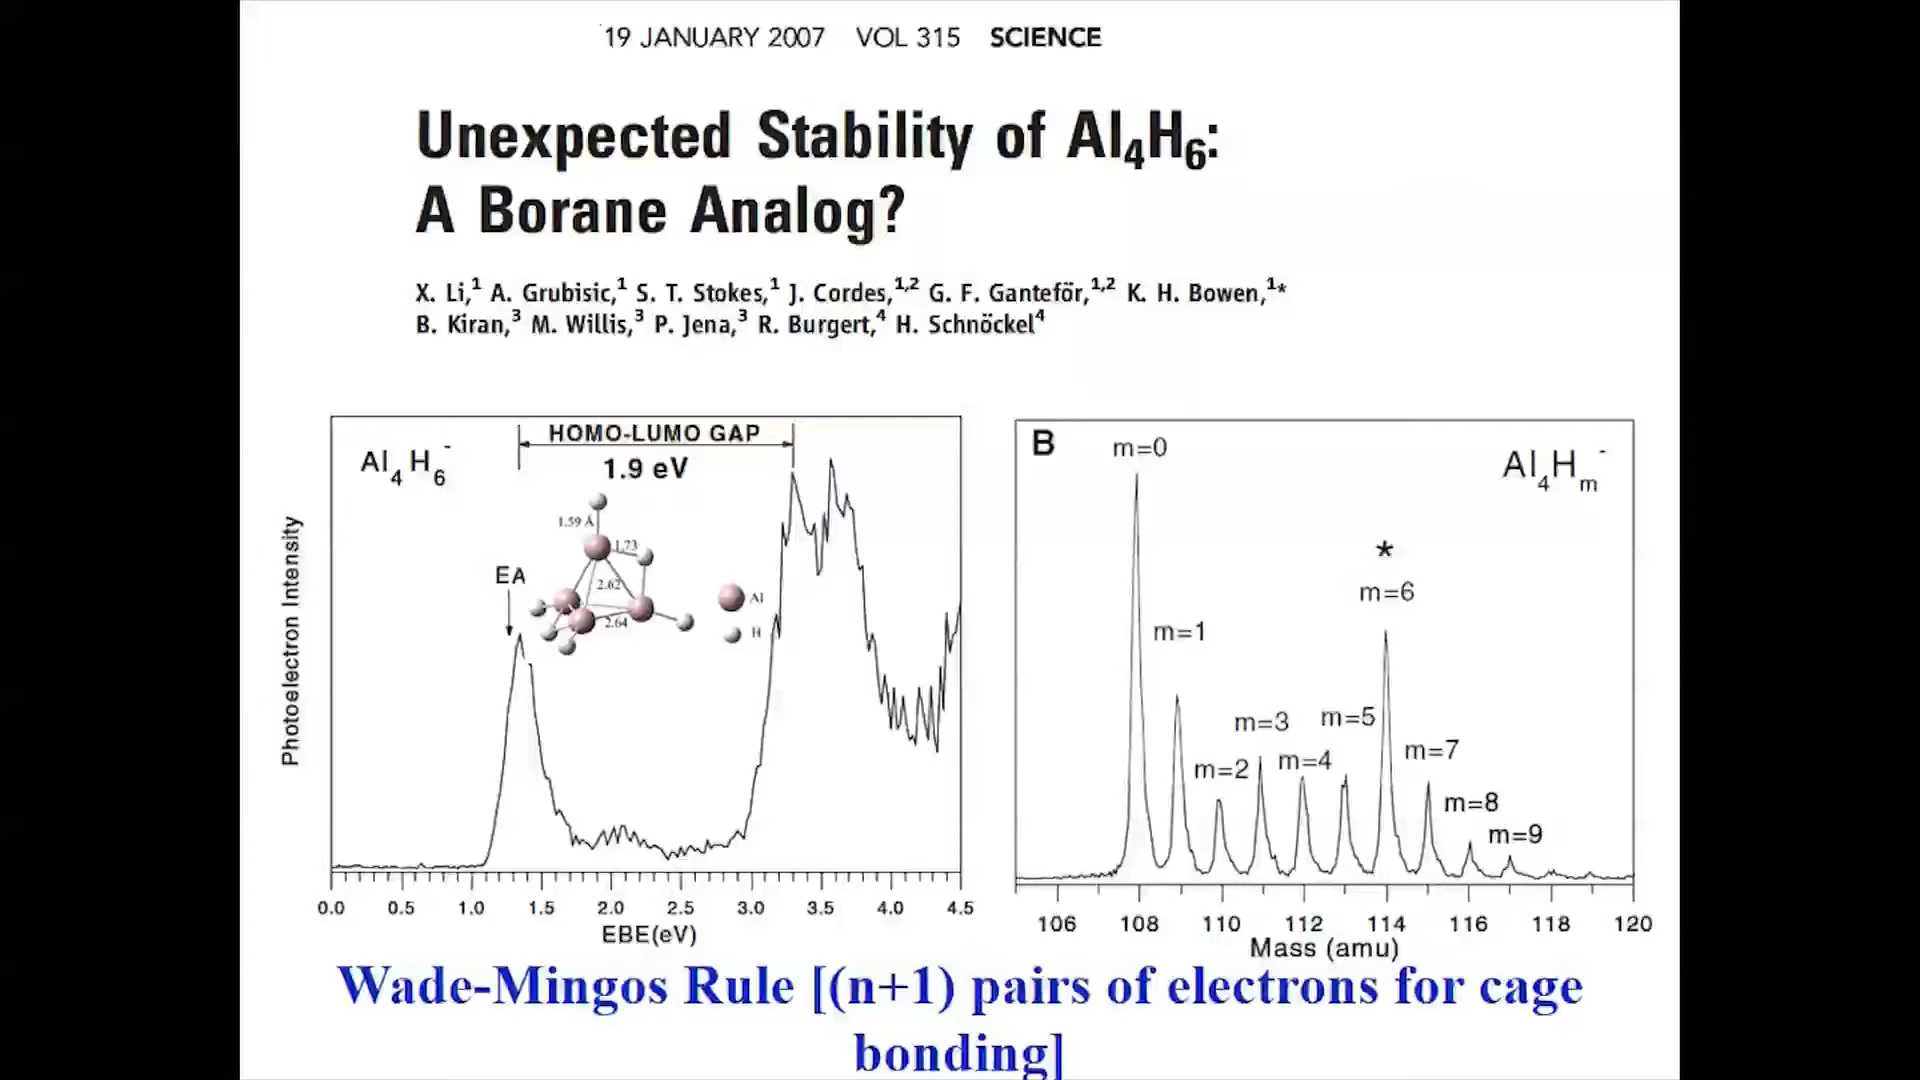 19 JANUARY 2007 VOL 315 SCIENCE
Unexpected Stability of Al4H6:
A Borane Analog?
X. Li,1 A. Grubisic,1 S. T. Stokes,1 J. Cordes,1,2 G. F. Ganteför,1,2 K. H. Bowen,1*
B. Kiran,3 M. Willis,3 P. Jena,3 R. Burgert,4 H. Schnöckel4
HOMO-LUMO GAP
1.9 eV
Al4H6-
1.59 Å
1.73
2.62
2.64
Al
H
EA
Photoelectron Intensity
0.0 0.5 1.0 1.5 2.0 2.5 3.0 3.5 4.0 4.5
EBE(eV)
B
Al4Hm-
m=0
*
m=6
m=1
m=3
m=5
m=7
m=4
m=2
m=8
m=9
106 108 110 112 114 116 118 120
Mass (amu)
Wade-Mingos Rule [(n+1) pairs of electrons for cage
bonding]